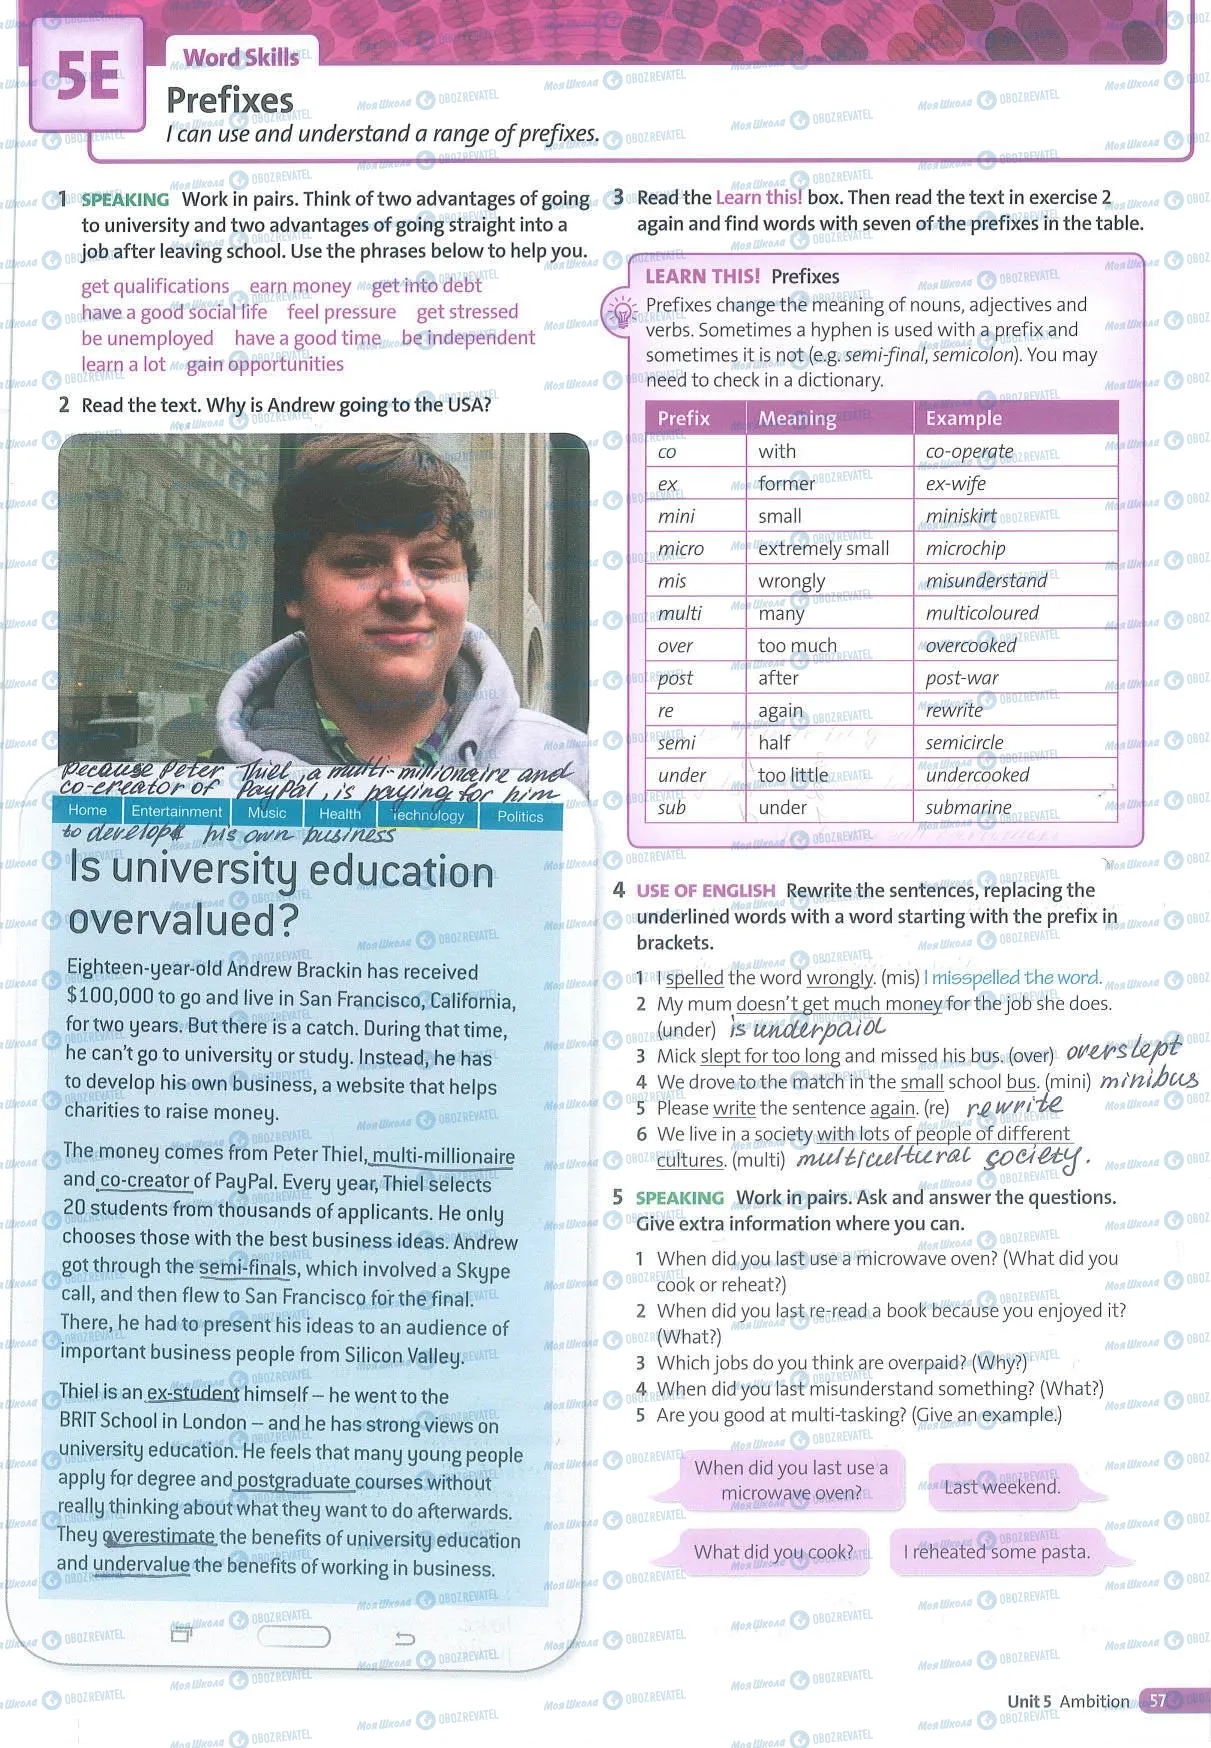 5E
Word Skills
Prefixes
I can use and understand a range of prefixes.
1 SPEAKING Work in pairs. Think of two advantages of going
to university and two advantages of going straight into a
job after leaving school. Use the phrases below to help you.
get qualifications earn money get into debt
have a good social life feel pressure get stressed
be unemployed have a good time be independent
learn a lot gain opportunities
2 Read the text. Why is Andrew going to the USA?
Because Peter Thiel, a multi-millionaire and
co-creator of PayPal, is paying for him
Home Entertainment Music Health Technology Politics
to develop his own business
Is university education
overvalued?
Eighteen-year-old Andrew Brackin has received
$100,000 to go and live in San Francisco, California,
for two years. But there is a catch. During that time,
he can't go to university or study. Instead, he has
to develop his own business, a website that helps
charities to raise money.
The money comes from Peter Thiel, multi-millionaire
and co-creator of PayPal. Every year, Thiel selects
20 students from thousands of applicants. He only
chooses those with the best business ideas. Andrew
got through the semi-finals, which involved a Skype
call, and then flew to San Francisco for the final.
There, he had to present his ideas to an audience of
important business people from Silicon Valley.
Thiel is an ex-student himself – he went to the
BRIT School in London – and he has strong views on
university education. He feels that many young people
apply for degree and postgraduate courses without
really thinking about what they want to do afterwards.
They overestimate the benefits of university education
and undervalue the benefits of working in business.
3 Read the Learn this! box. Then read the text in exercise 2
again and find words with seven of the prefixes in the table.
LEARN THIS! Prefixes
Prefixes change the meaning of nouns, adjectives and
verbs. Sometimes a hyphen is used with a prefix and
sometimes it is not (e.g. semi-final, semicolon). You may
need to check in a dictionary.
Prefix Meaning Example
co with co-operate
ex former ex-wife
mini small miniskirt
micro extremely small microchip
mis wrongly misunderstand
multi many multicoloured
over too much overcooked
post after post-war
re again rewrite
semi half semicircle
under too little undercooked
sub under submarine
4 USE OF ENGLISH Rewrite the sentences, replacing the
underlined words with a word starting with the prefix in
brackets.
1 I spelled the word wrongly. (mis) I misspelled the word.
2 My mum doesn't get much money for the job she does.
(under) is underpaid
3 Mick slept for too long and missed his bus. (over) overslept
4 We drove to the match in the small school bus. (mini) minibus
5 Please write the sentence again. (re) rewrite
6 We live in a society with lots of people of different
cultures. (multi) multicultural society.
5 SPEAKING Work in pairs. Ask and answer the questions.
Give extra information where you can.
1 When did you last use a microwave oven? (What did you
cook or reheat?)
2 When did you last re-read a book because you enjoyed it?
(What?)
3 Which jobs do you think are overpaid? (Why?)
4 When did you last misunderstand something? (What?)
5 Are you good at multi-tasking? (Give an example.)
When did you last use a
microwave oven?
Last weekend.
What did you cook?
I reheated some pasta.
Unit 5 Ambition 57
Моя Школа OBOZREVATEL